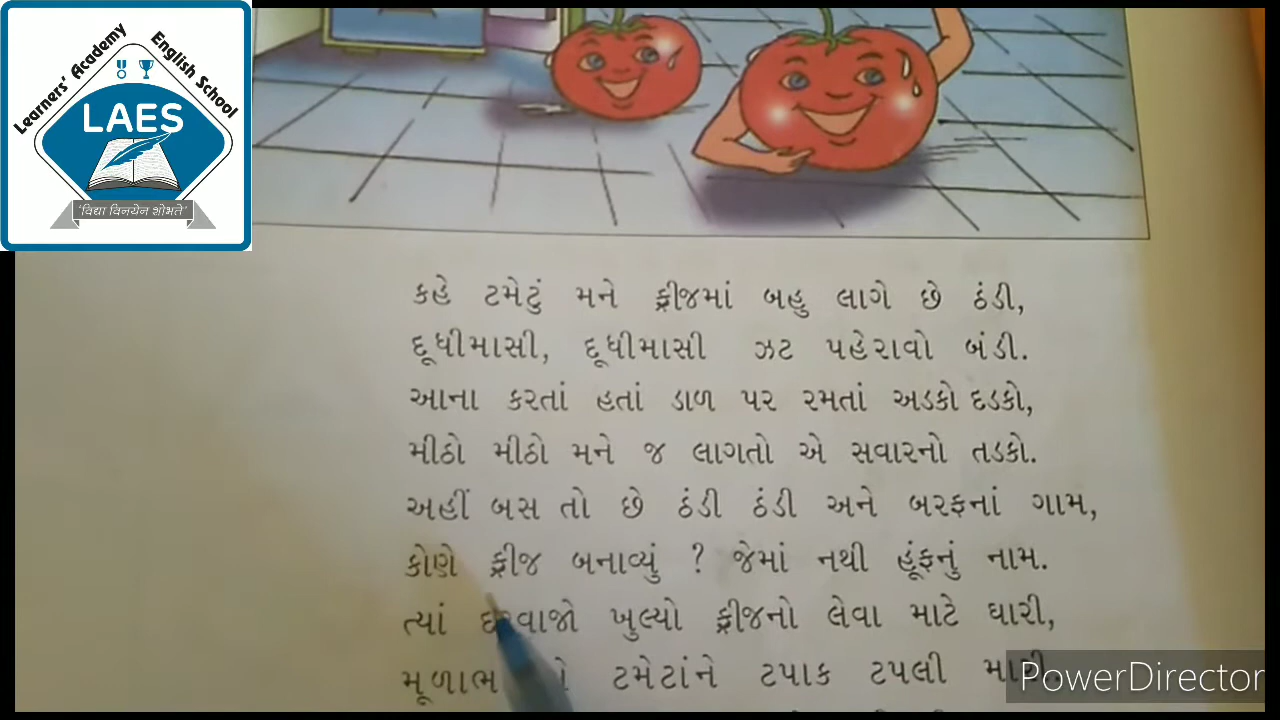 Learners' Academy English School
LAES
'विद्या विनयेन शोभते'
કહે ટમેટું મને ફ્રીજમાં બહુ લાગે છે ઠંડી,
દૂધીમાસી, દૂધીમાસી ઝટ પહેરાવો બંડી.
આના કરતાં હતાં ડાળ પર રમતાં અડકો દડકો,
મીઠો મીઠો મને જ લાગતો એ સવારનો તડકો.
અહીં બસ તો છે ઠંડી ઠંડી અને બરફનાં ગામ,
કોણે ફ્રીજ બનાવ્યું ? જેમાં નથી હૂંફનું નામ.
ત્યાં દરવાજો ખુલ્યો ફ્રીજનો લેવા માટે ઘારી,
ટમેટાંને ટપાક ટપલી મારી.
PowerDirector